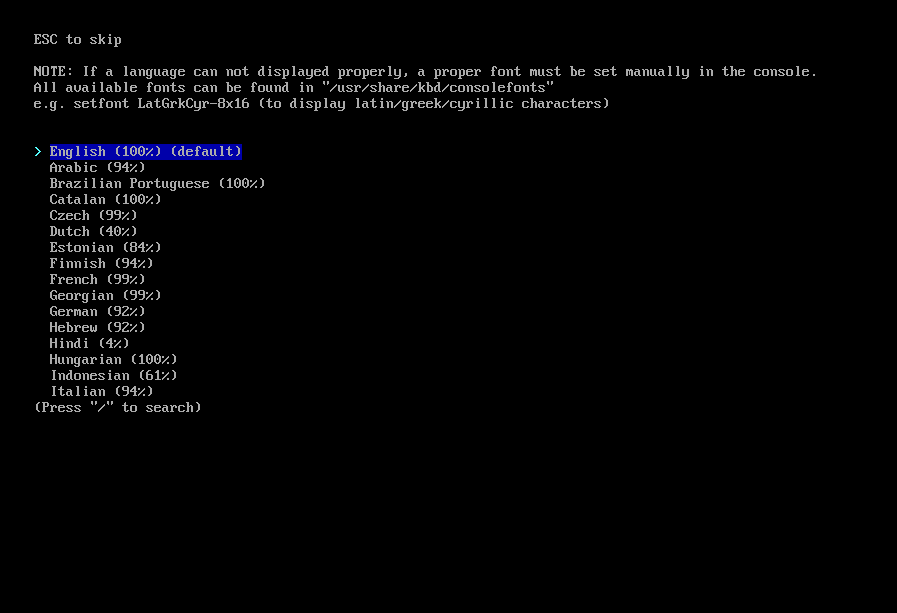 ESC to skip
NOTE: If a language can not displayed properly, a proper font must be set manually in the console.
All available fonts can be found in "/usr/share/kbd/consolefonts"
e.g. setfont LatGrkCyr-8x16 (to display latin/greek/cyrillic characters)
> English (100%) (default)
Arabic (94%)
Brazilian Portuguese (100%)
Catalan (100%)
Czech (99%)
Dutch (40%)
Estonian (84%)
Finnish (94%)
French (99%)
Georgian (99%)
German (92%)
Hebrew (92%)
Hindi (4%)
Hungarian (100%)
Indonesian (61%)
Italian (94%)
(Press "/" to search)